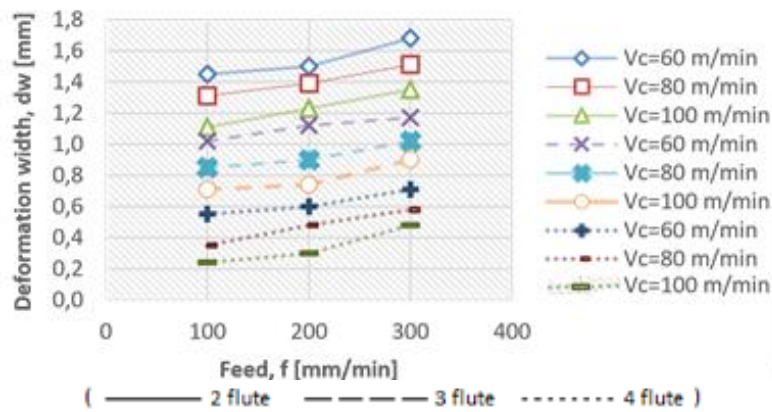 1,8
1,6
1,4
1,2
1,0
0,8
0,6
0,4
0,2
0,0
Deformation width, dw [mm]
0 100 200 300 400
Feed, f [mm/min]
Vc=60 m/min
Vc=80 m/min
Vc=100 m/min
Vc=60 m/min
Vc=80 m/min
Vc=100 m/min
Vc=60 m/min
Vc=80 m/min
Vc=100 m/min
( 2 flute 3 flute 4 flute )